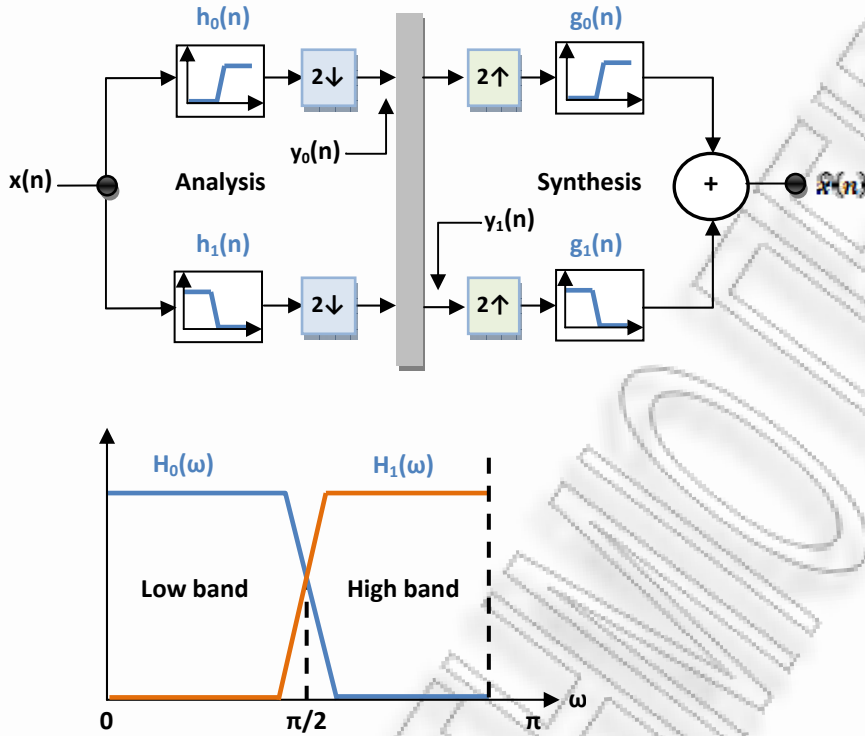 h₀(n)
g₀(n)
2↓
2↑
y₀(n)
x(n)
Analysis
Synthesis
+
x̂(n)
y₁(n)
h₁(n)
g₁(n)
2↓
2↑
H₀(ω)
H₁(ω)
Low band
High band
0
π/2
π
ω